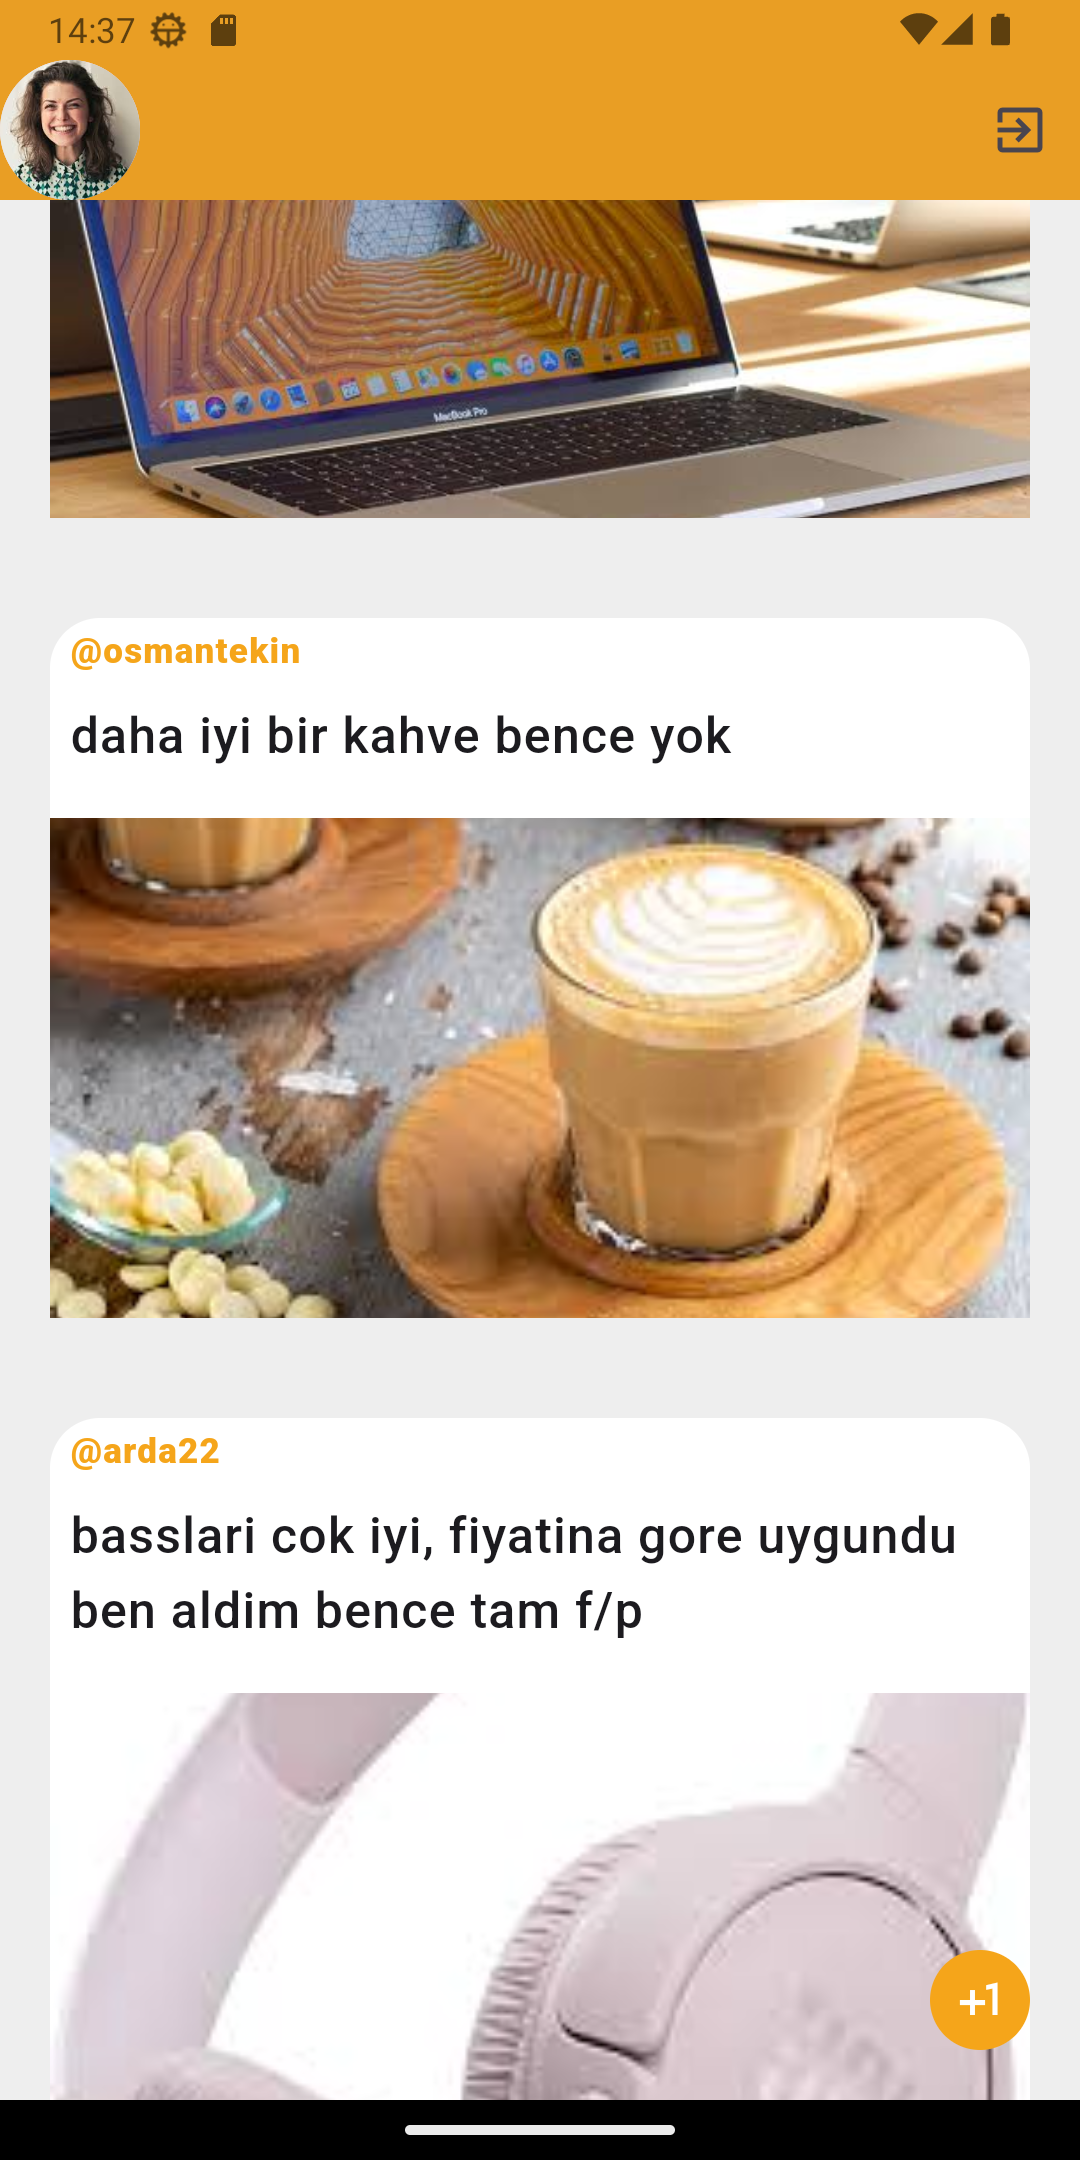 14:37
MacBook Pro
@osmantekin
daha iyi bir kahve bence yok
@arda22
basslari cok iyi, fiyatina gore uygundu
ben aldim bence tam f/p
+1